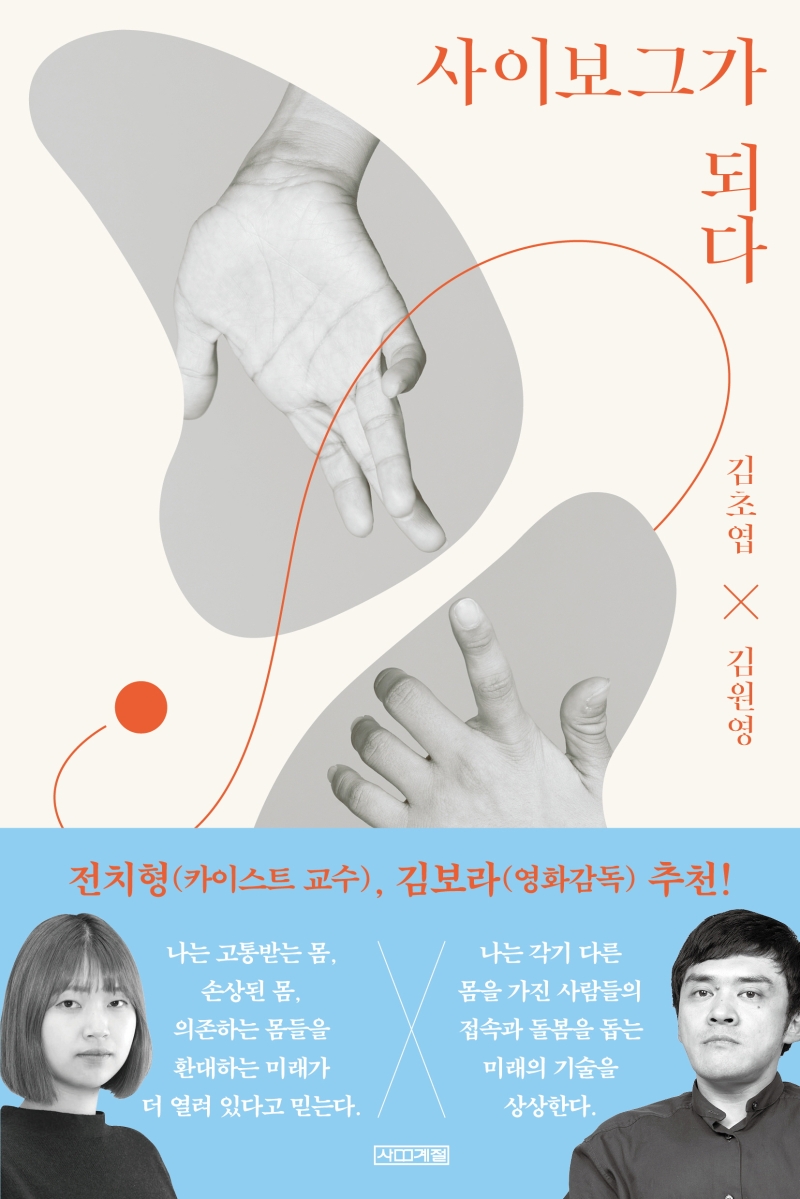 사이보그가
되다
김초엽
×
김원영
전치형(카이스트 교수), 김보라(영화감독) 추천!
나는 고통받는 몸,
손상된 몸,
의존하는 몸들을
환대하는 미래가
더 열려 있다고 믿는다.
나는 각기 다른
몸을 가진 사람들의
접속과 돌봄을 돕는
미래의 기술을
상상한다.
사계절